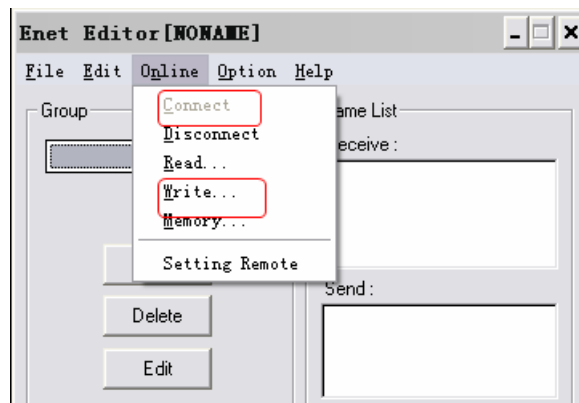 Enet Editor[NONAME]
File Edit Online Option Help
Group
Connect
Disconnect
Read...
Write...
Memory...
Setting Remote
ame List
eceive :
Send :
Delete
Edit